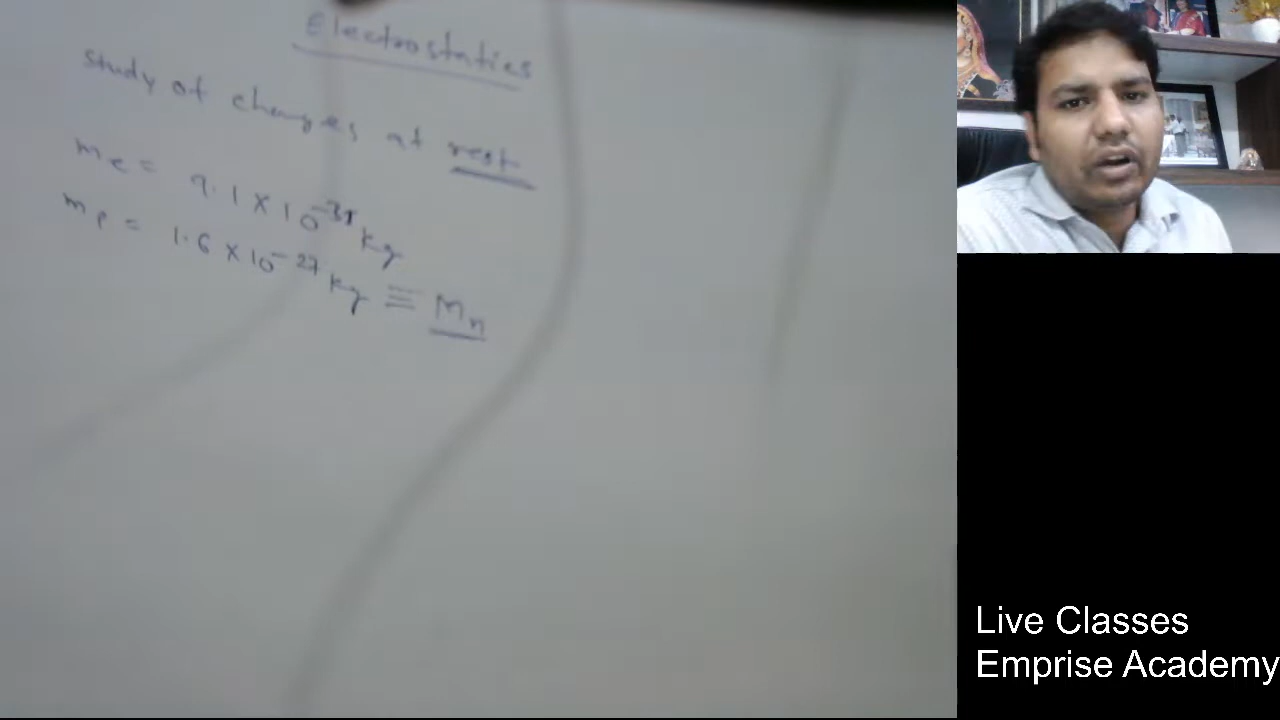 Electrostatics
Study of charges at rest
me = 9.1 × 10⁻³¹ kg
mp = 1.6 × 10⁻²⁷ kg ≡ Mn
Live Classes
Emprise Academy